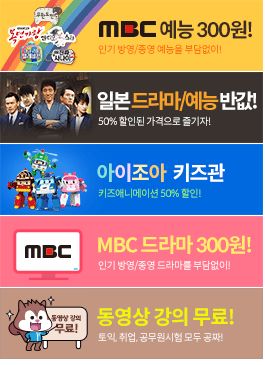 MBC 예능 300원!
인기 방영/종영 예능을 부담없이!
일본 드라마/예능 반값!
50% 할인된 가격으로 즐기자!
아이조아 키즈관
키즈애니메이션 50% 할인!
MBC
MBC 드라마 300원!
인기 방영/종영 드라마를 부담없이!
동영상 강의
무료!
동영상 강의 무료!
토익, 취업, 공무원시험 모두 공짜!